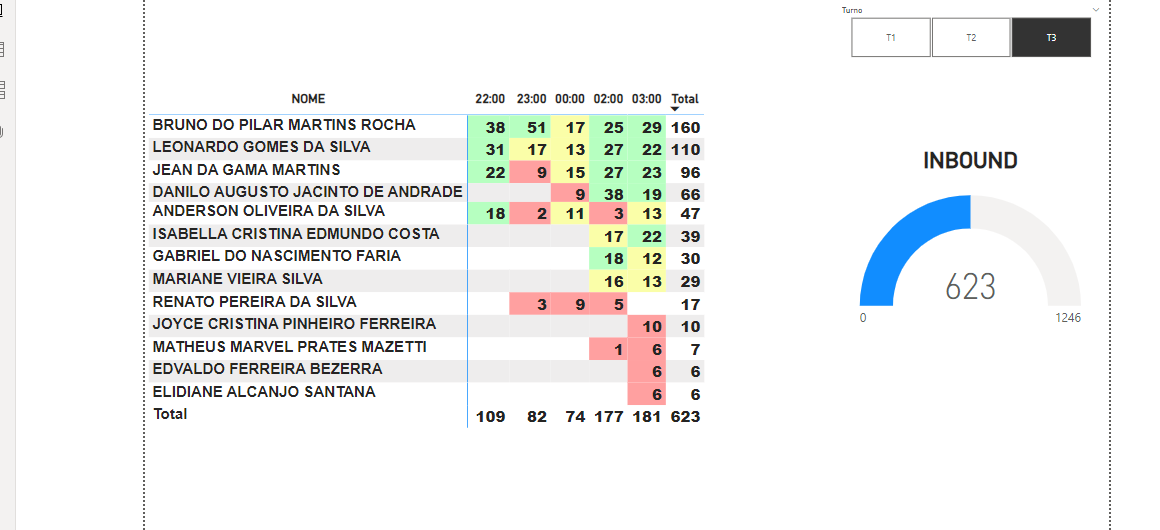 Turno
T1 T2 T3
NOME 22:00 23:00 00:00 02:00 03:00 Total
BRUNO DO PILAR MARTINS ROCHA 38 51 17 25 29 160
LEONARDO GOMES DA SILVA 31 17 13 27 22 110
JEAN DA GAMA MARTINS 22 9 15 27 23 96
DANILO AUGUSTO JACINTO DE ANDRADE 9 38 19 66
ANDERSON OLIVEIRA DA SILVA 18 2 11 3 13 47
ISABELLA CRISTINA EDMUNDO COSTA 17 22 39
GABRIEL DO NASCIMENTO FARIA 18 12 30
MARIANE VIEIRA SILVA 16 13 29
RENATO PEREIRA DA SILVA 3 9 5 17
JOYCE CRISTINA PINHEIRO FERREIRA 10 10
MATHEUS MARVEL PRATES MAZETTI 1 6 7
EDVALDO FERREIRA BEZERRA 6 6
ELIDIANE ALCANJO SANTANA 6 6
Total 109 82 74 177 181 623
INBOUND
623
0 1246